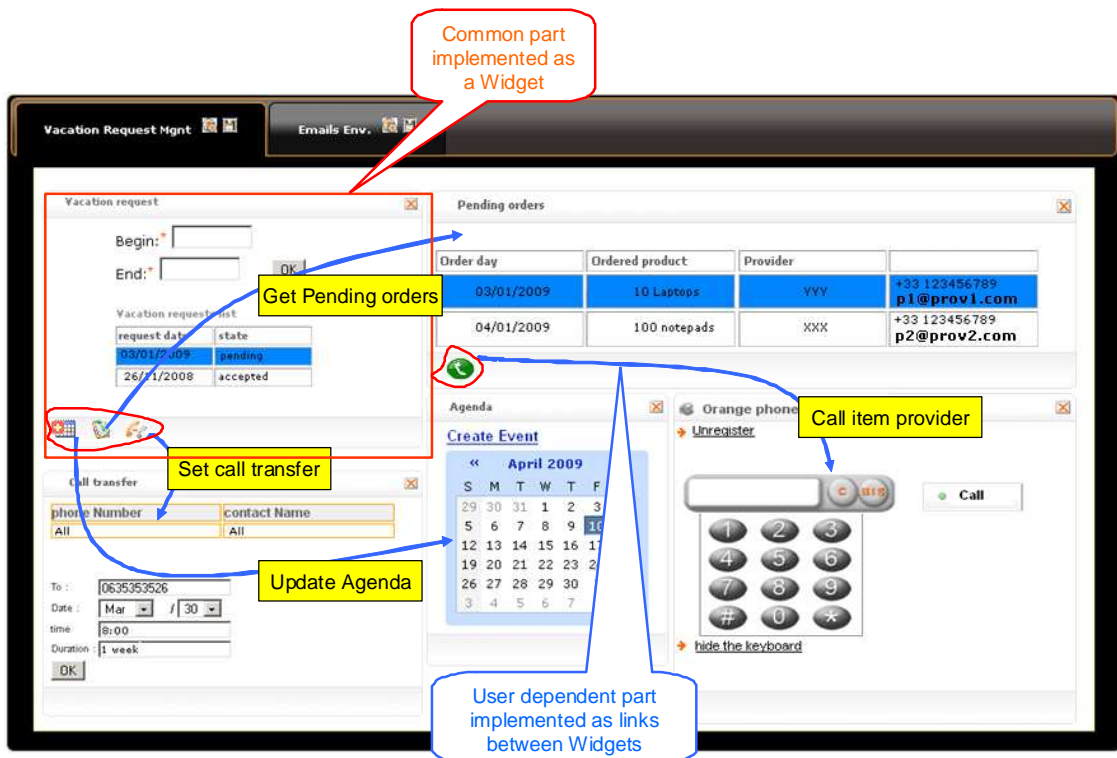 Common part
implemented as
a Widget
Vacation Request Mgnt
Emails Env.
Vacation request
Begin:*
End:*
OK
Get Pending orders
Vacation request list
request date state
03/01/2009 pending
26/11/2008 accepted
Pending orders
Order day Ordered product Provider
03/01/2009 10 Laptops YYY +33 123456789
p1@prov1.com
04/01/2009 100 notepads XXX +33 123456789
p2@prov2.com
Set call transfer
Call transfer
phone Number contact Name
All All
Update Agenda
To : 0635353526
Date : Mar / 30
time 8:00
Duration : 1 week
OK
Agenda
Create Event
« April 2009
S M T W T F
29 30 31 1 2 3
5 6 7 8 9 10
12 13 14 15 16 17
19 20 21 22 23 2
26 27 28 29 30
3 4 5 6 7
Orange phone
Unregister
Call item provider
C
Call
1 2 3
4 5 6
7 8 9
# 0 *
hide the keyboard
User dependent part
implemented as links
between Widgets